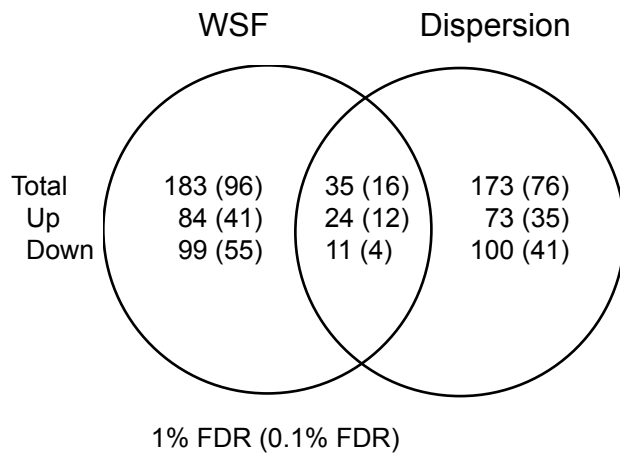 WSF Dispersion
Total 183 (96) 35 (16) 173 (76)
Up 84 (41) 24 (12) 73 (35)
Down 99 (55) 11 (4) 100 (41)
1% FDR (0.1% FDR)